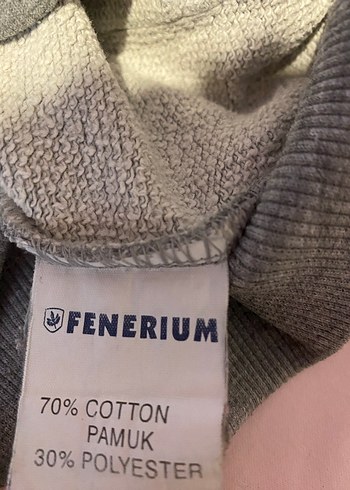 FENERIUM
70% COTTON
PAMUK
30% POLYESTER